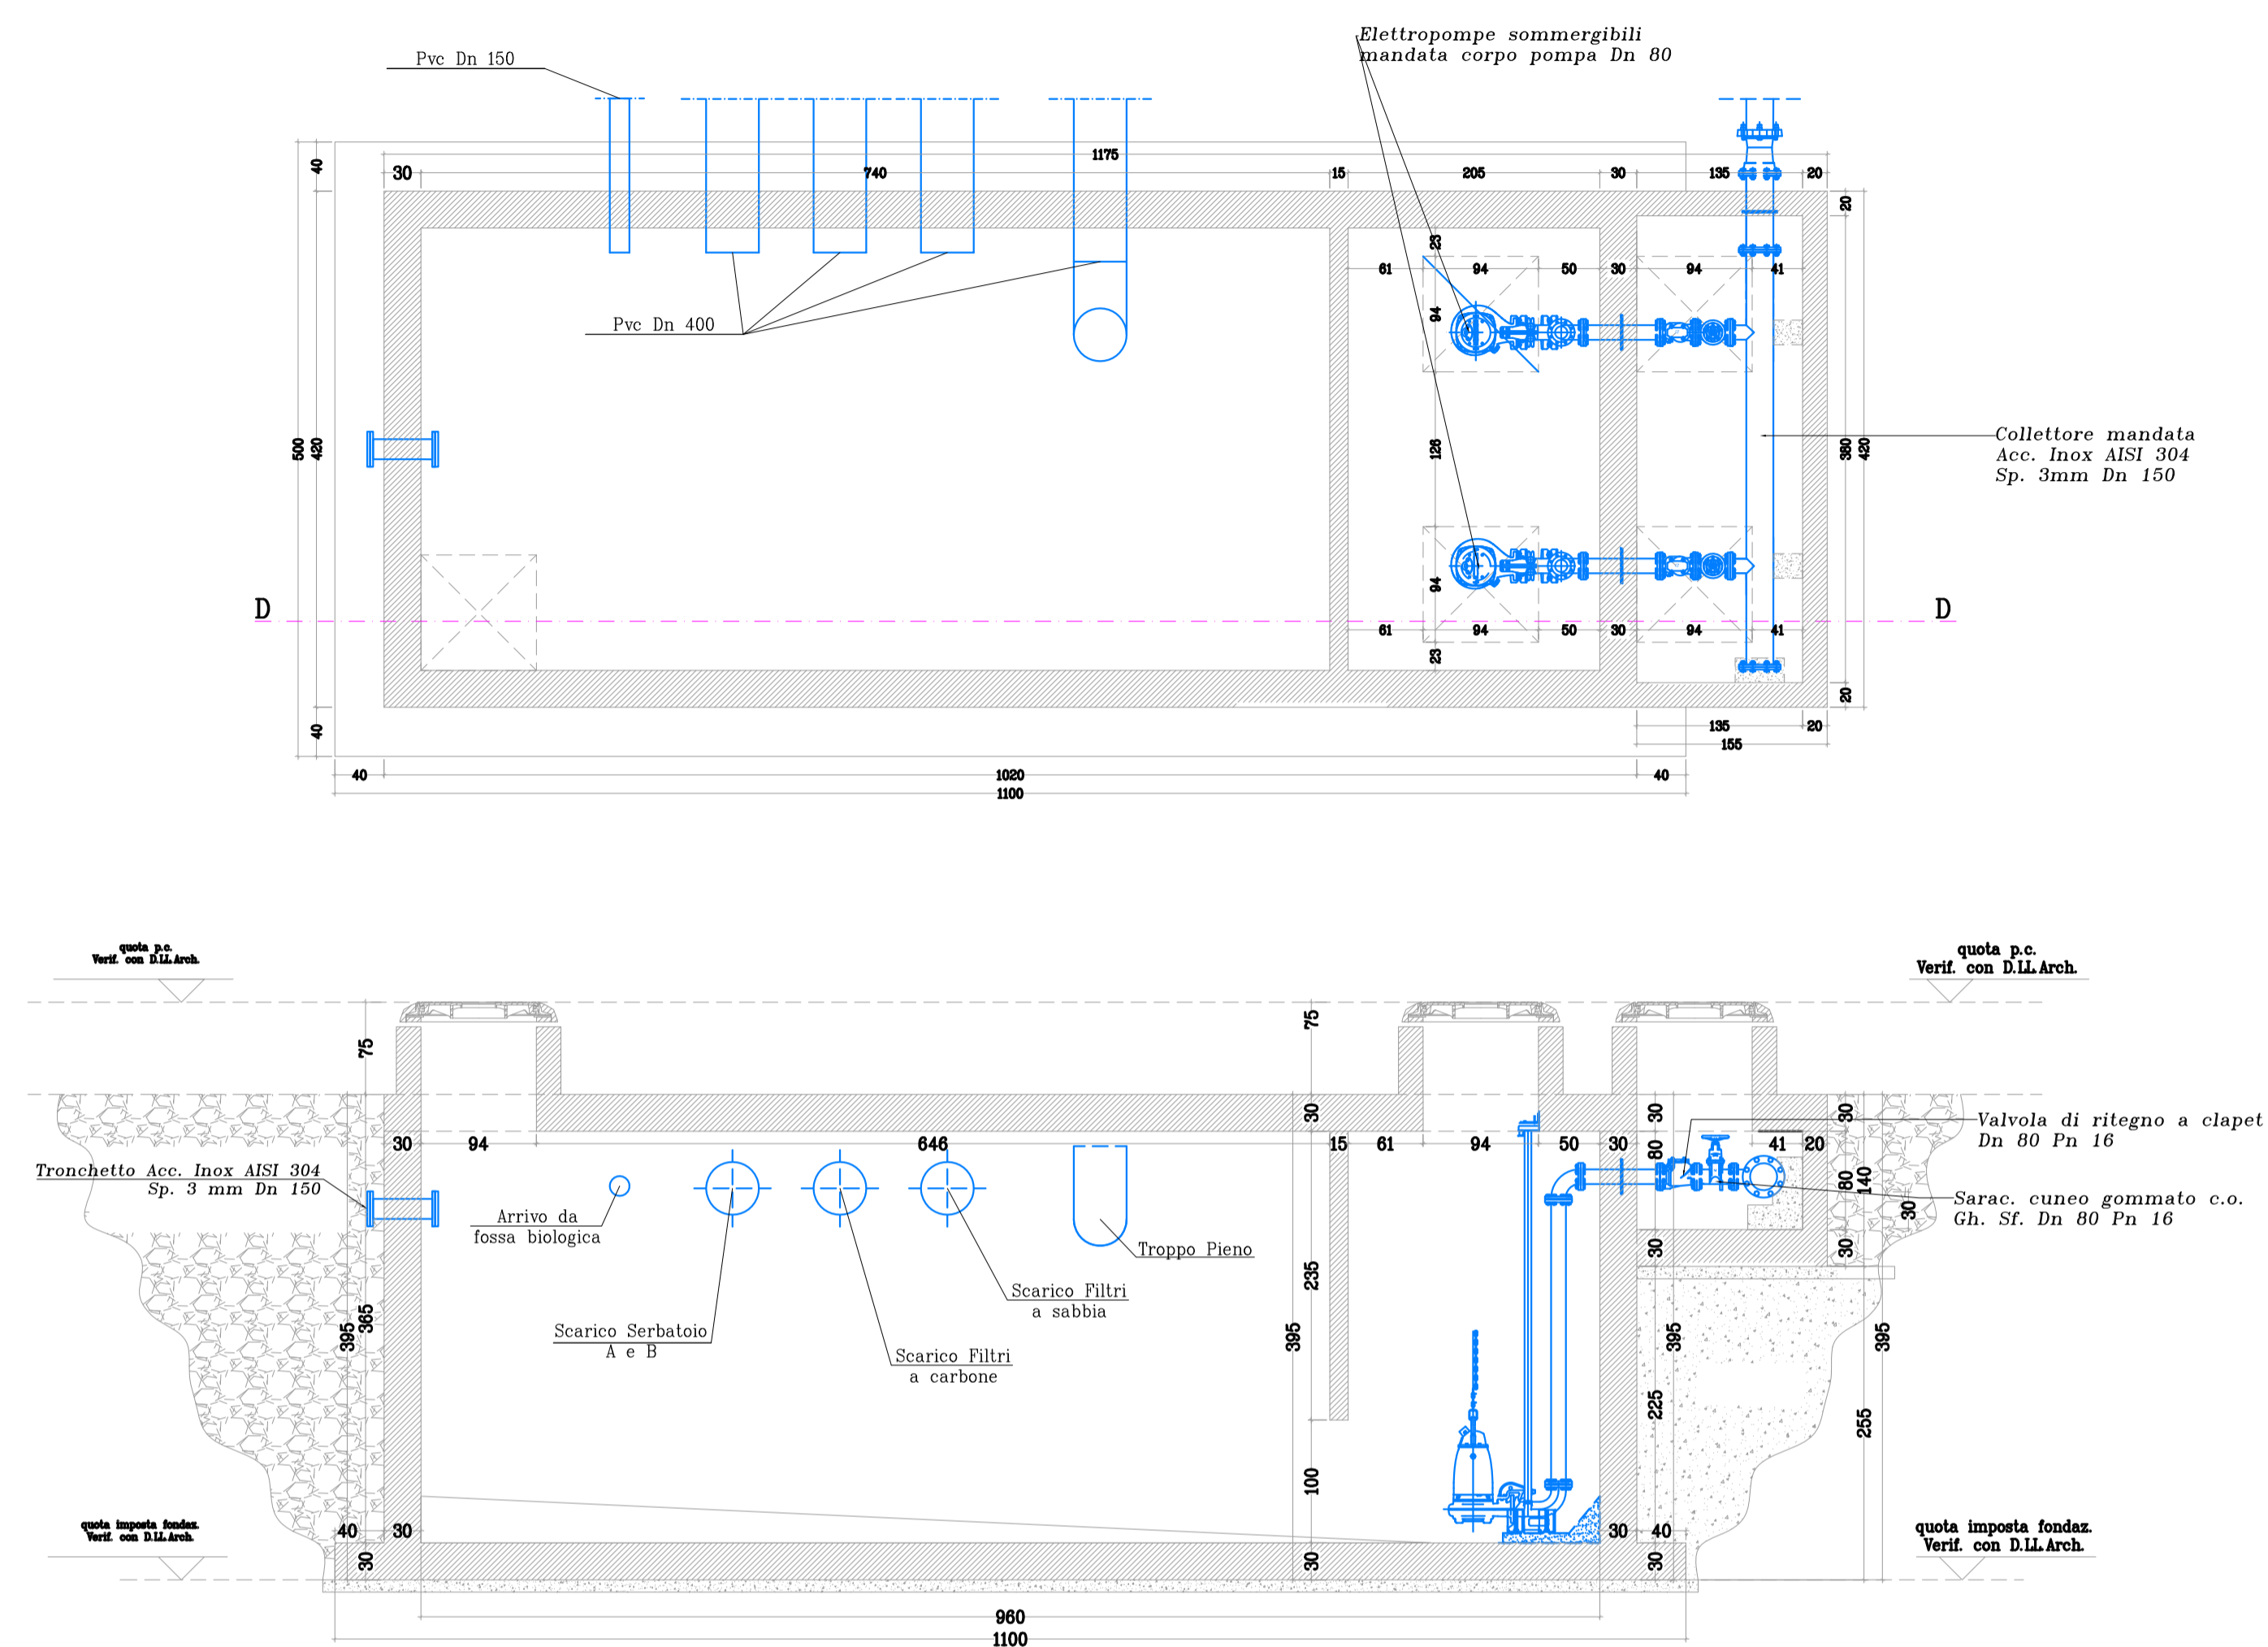 Pvc Dn 150
Elettropompe sommergibili
mandata corpo pompa Dn 80
1175
30
740
15
205
30
135
20
40
20
23
61
94
50
30
94
41
94
Pvc Dn 400
500
420
126
380
420
Collettore mandata
Acc. Inox AISI 304
Sp. 3mm Dn 150
94
D
D
61
94
50
30
94
41
23
20
40
135
20
155
40
1020
40
1100
quota p.c.
Verif. con D.LL.Arch.
quota p.c.
Verif. con D.LL.Arch.
75
75
30
30
30
30
94
646
15
61
94
50
30
80
41
20
Valvola di ritegno a clapet
Dn 80 Pn 16
Tronchetto Acc. Inox AISI 304
Sp. 3 mm Dn 150
80
140
30
Sarac. cuneo gommato c.o.
Gh. Sf. Dn 80 Pn 16
Arrivo da
fossa biologica
Troppo Pieno
30
30
235
Scarico Filtri
a sabbia
395
365
395
395
395
Scarico Serbatoio
A e B
Scarico Filtri
a carbone
225
255
100
quota imposta fondaz.
Verif. con D.LL.Arch.
40
30
30
40
quota imposta fondaz.
Verif. con D.LL.Arch.
30
30
30
960
1100